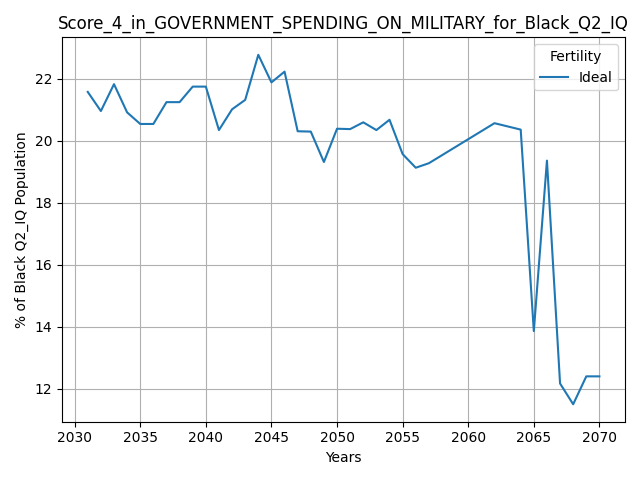 Score_4_in_GOVERNMENT_SPENDING_ON_MILITARY_for_Black_Q2_IQ
Fertility
Ideal
% of Black Q2_IQ Population
22
20
18
16
14
12
2030 2035 2040 2045 2050 2055 2060 2065 2070
Years